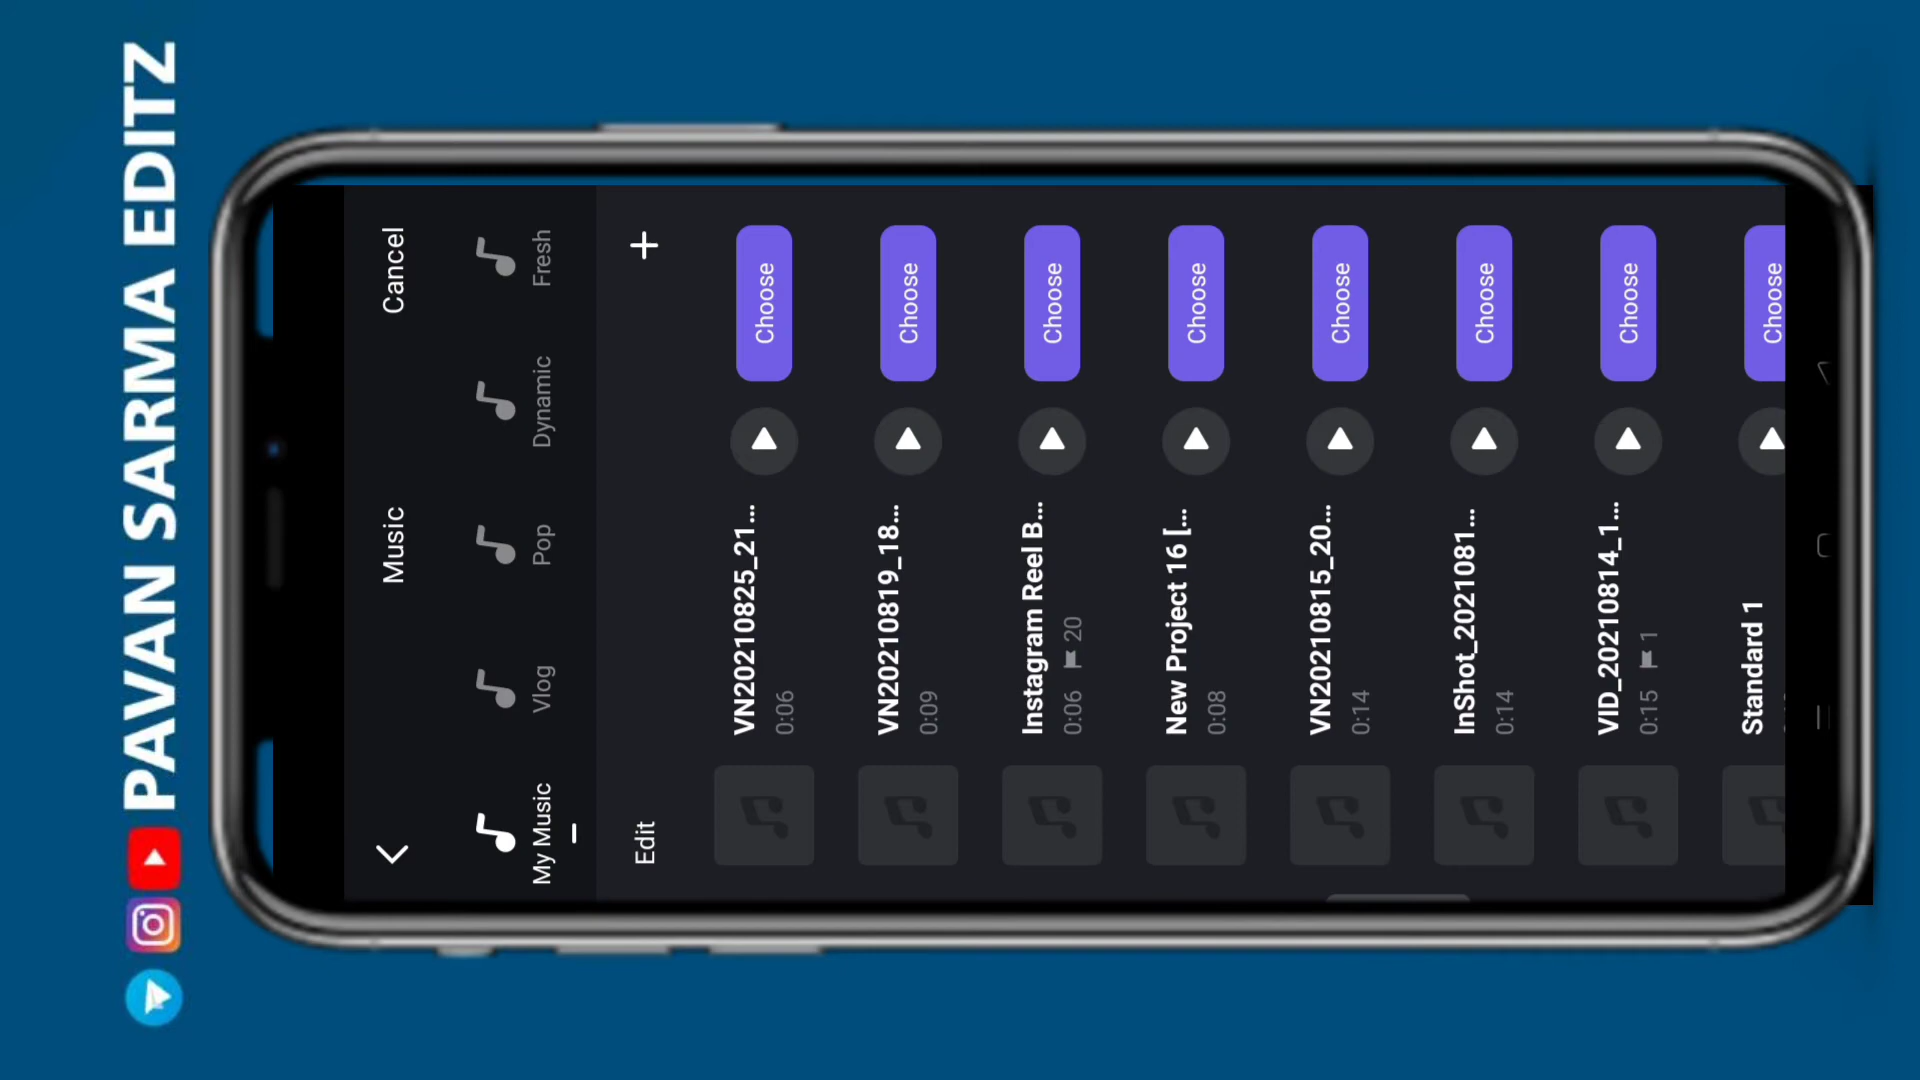 PAVAN SARMA EDITZ
Music
Cancel
My Music
Vlog
Pop
Dynamic
Fresh
Edit
+
VN20210825_21...
0:06
Choose
VN20210819_18...
0:09
Choose
Instagram Reel B...
0:06 20
Choose
New Project 16 [...
0:08
Choose
VN20210815_20...
0:14
Choose
InShot_2021081...
0:14
Choose
VID_20210814_1...
0:15 1
Choose
Standard 1
Choose